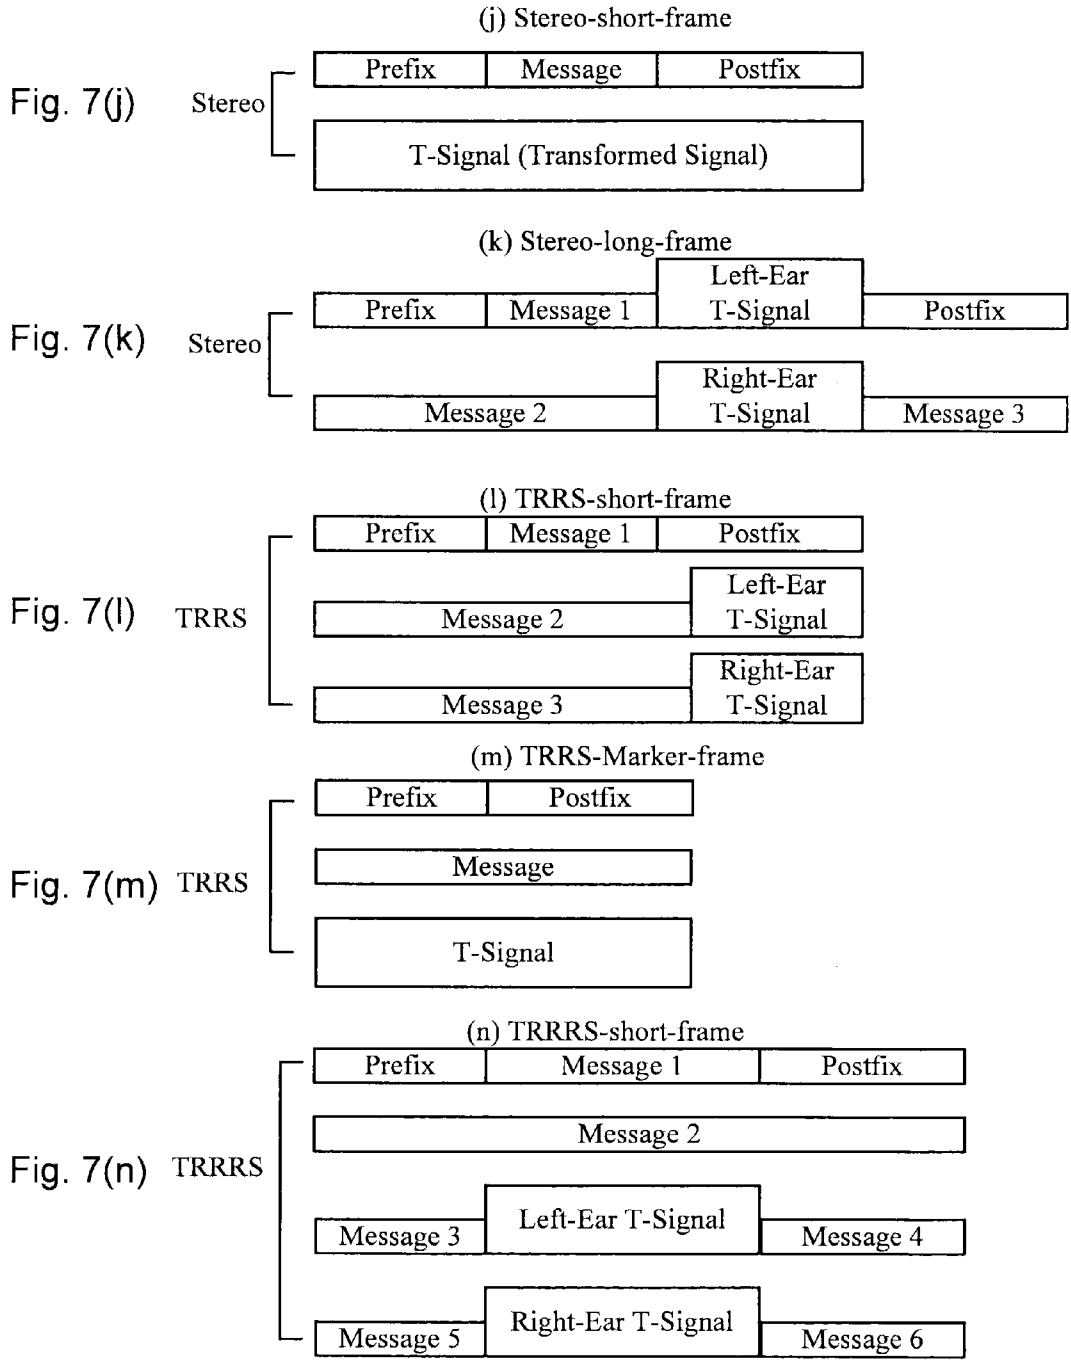 (j) Stereo-short-frame
Prefix Message Postfix
Fig. 7(j) Stereo
T-Signal (Transformed Signal)
(k) Stereo-long-frame
Left-Ear
Prefix Message 1 T-Signal Postfix
Fig. 7(k) Stereo
Right-Ear
Message 2 T-Signal Message 3
(l) TRRS-short-frame
Prefix Message 1 Postfix
Left-Ear
Fig. 7(l) TRRS
Message 2 T-Signal
Right-Ear
Message 3 T-Signal
(m) TRRS-Marker-frame
Prefix Postfix
Message
Fig. 7(m) TRRS
T-Signal
(n) TRRRS-short-frame
Prefix Message 1 Postfix
Message 2
Fig. 7(n) TRRRS
Left-Ear T-Signal
Message 3 Message 4
Right-Ear T-Signal
Message 5 Message 6